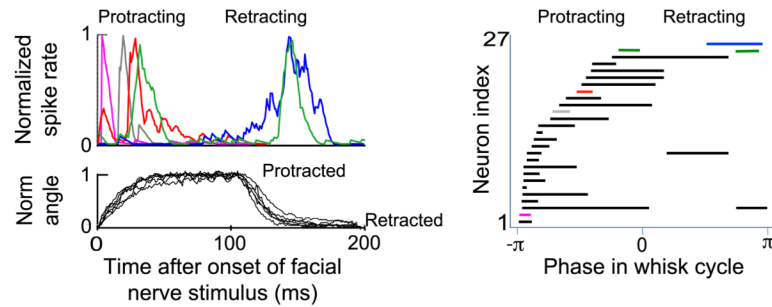 Protracting Retracting
Normalized
spike rate
1
0
Norm
angle
1
0
Protracted
Retracted
0 100 200
Time after onset of facial
nerve stimulus (ms)
Protracting Retracting
Neuron index
27
1
-π 0 π
Phase in whisk cycle